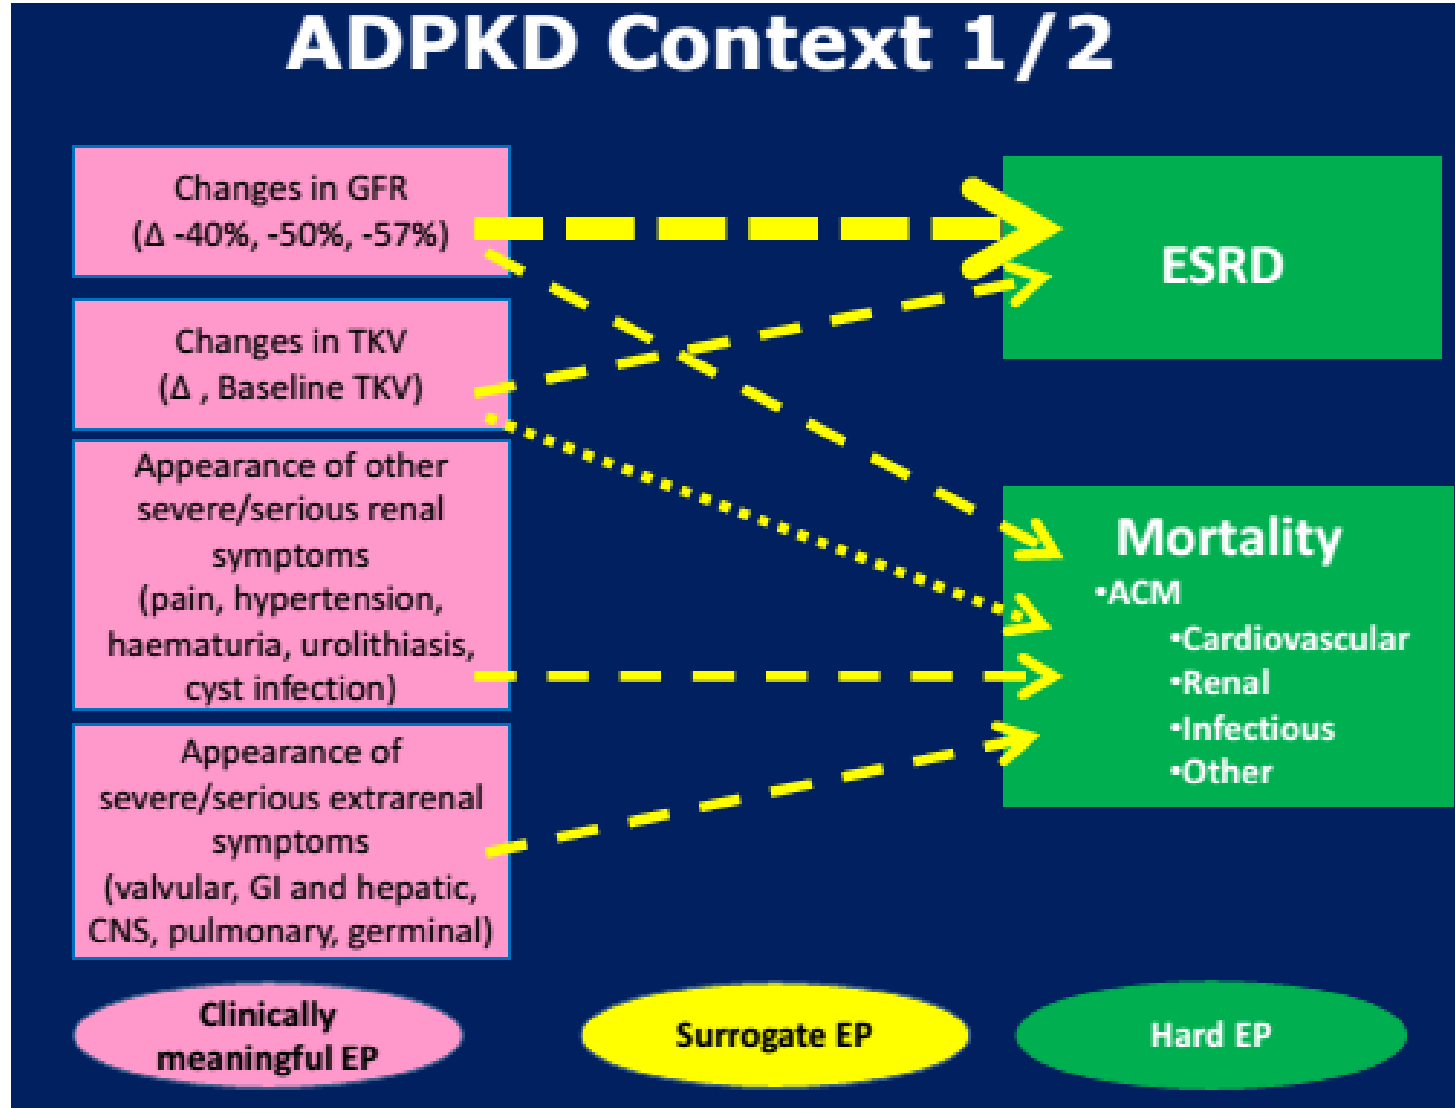 ADPKD Context 1/2
Changes in GFR
(Δ -40%, -50%, -57%)
Changes in TKV
(Δ , Baseline TKV)
Appearance of other
severe/serious renal
symptoms
(pain, hypertension,
haematuria, urolithiasis,
cyst infection)
Appearance of
severe/serious extrarenal
symptoms
(valvular, GI and hepatic,
CNS, pulmonary, germinal)
ESRD
Mortality
•ACM
•Cardiovascular
•Renal
•Infectious
•Other
Clinically
meaningful EP
Surrogate EP
Hard EP